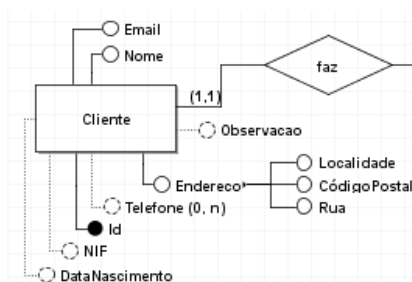 Email
Nome
faz
(1,1)
Cliente
Observacao
Localidade
Endereco
CódigoPostal
Telefone (0, n)
Rua
Id
NIF
DataNascimento